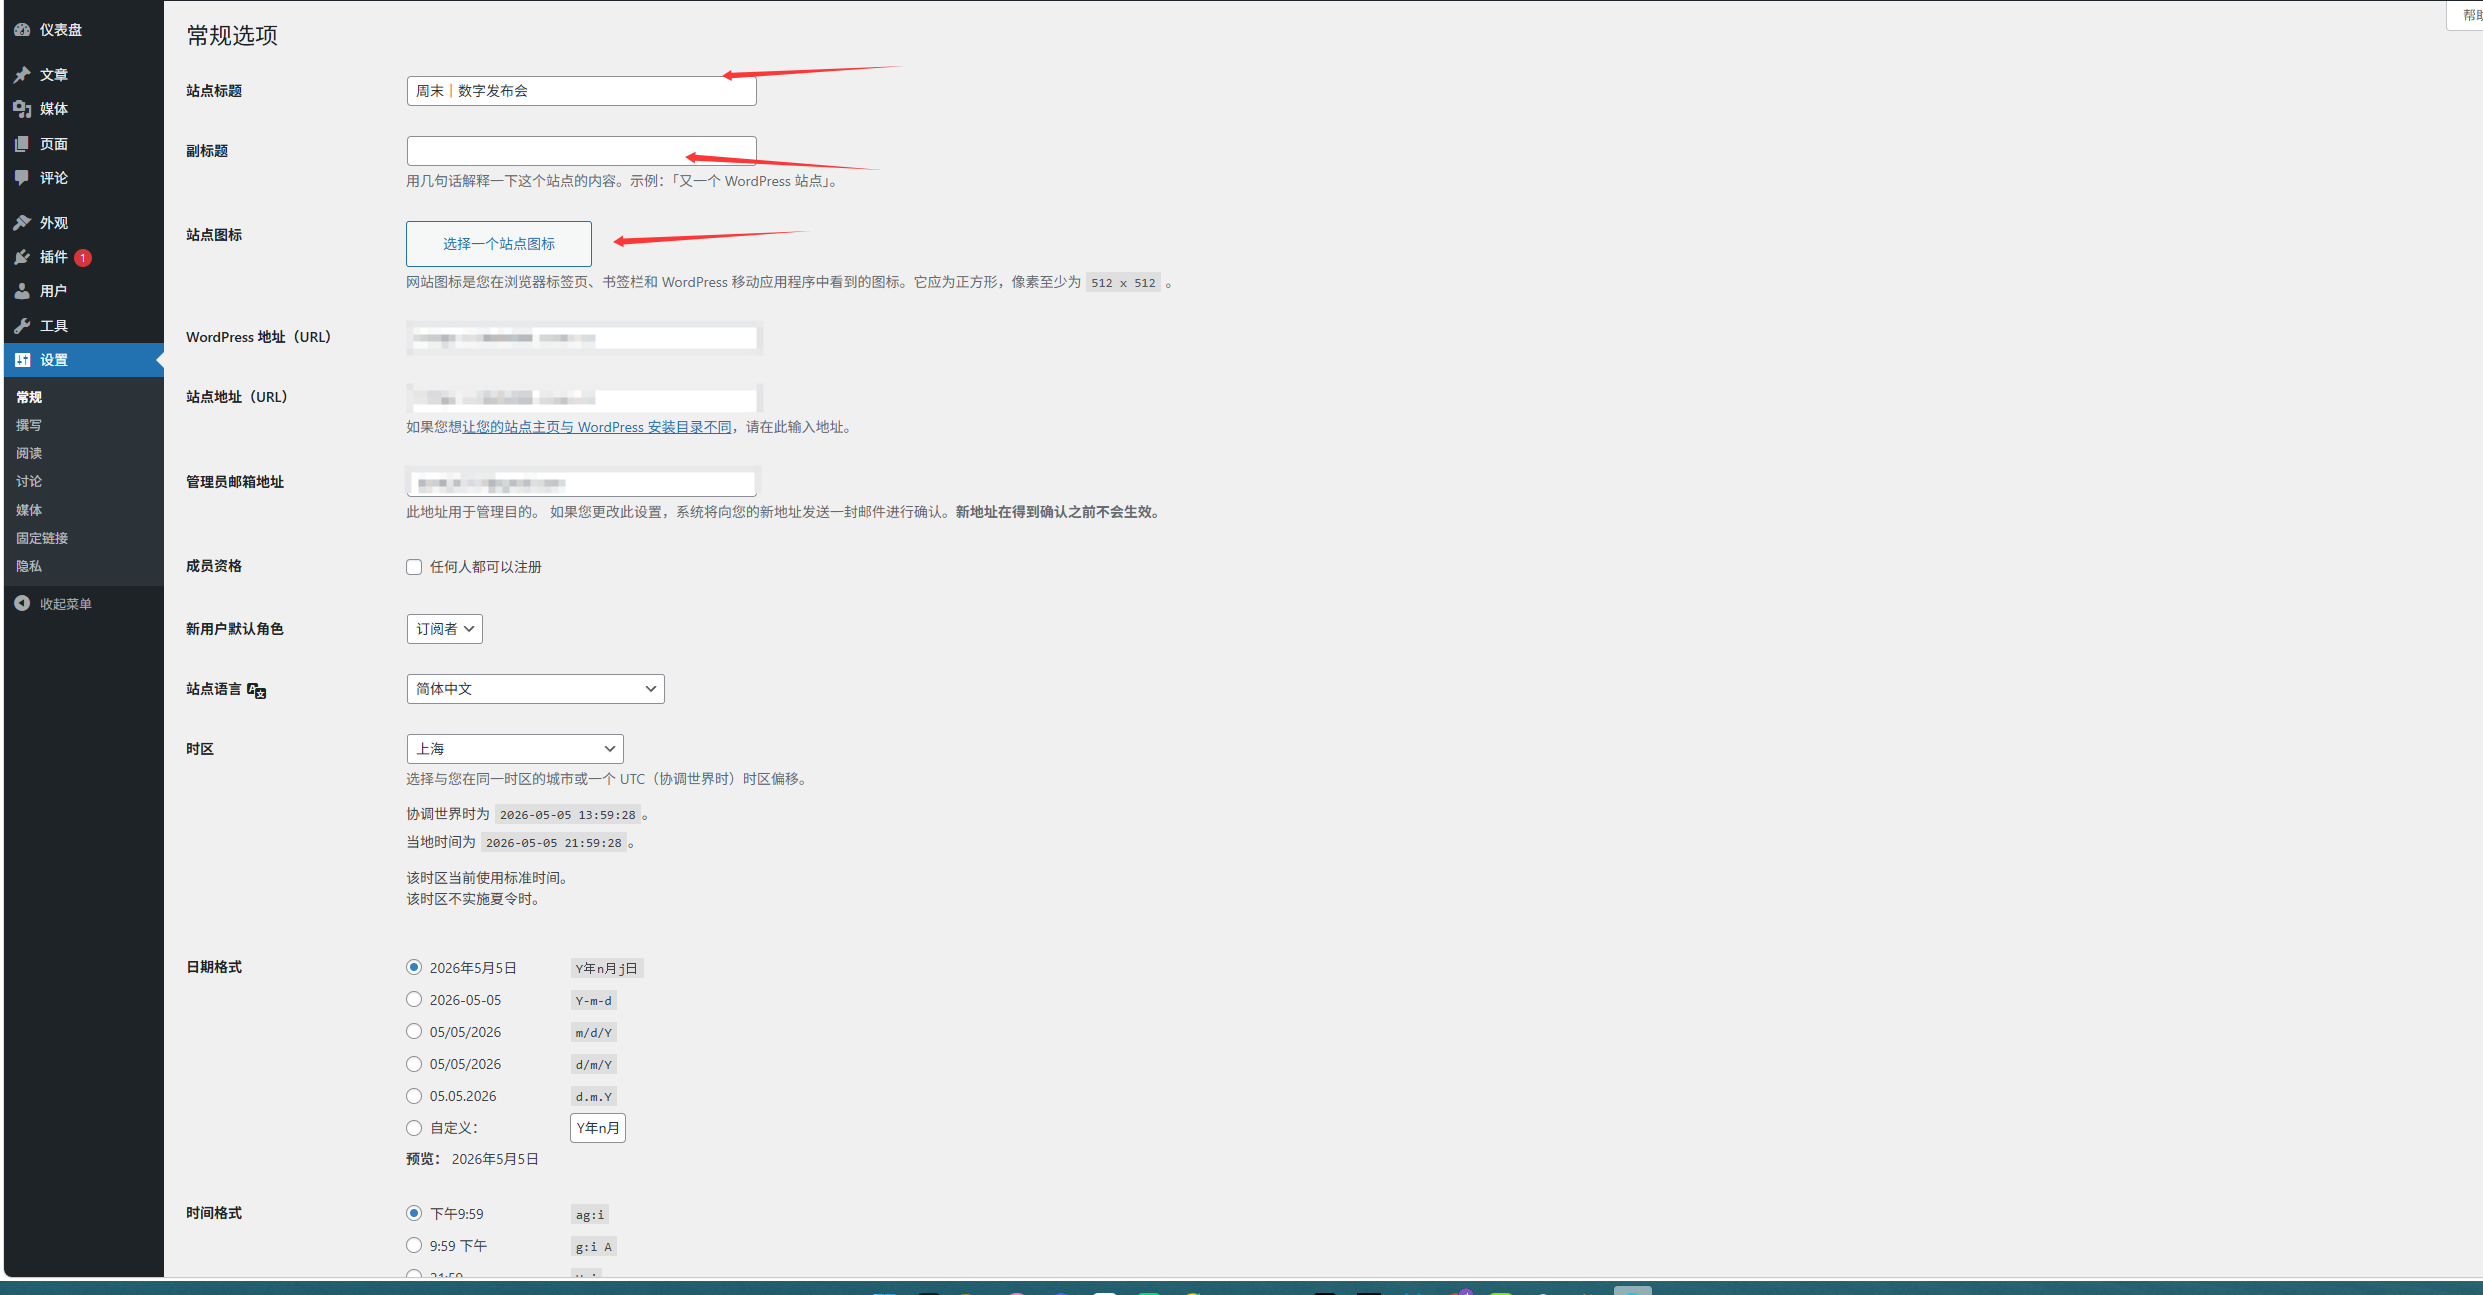 仪表盘
文章
媒体
页面
评论
外观
插件 1
用户
工具
设置
常规
撰写
阅读
讨论
媒体
固定链接
隐私
收起菜单
帮助
常规选项
站点标题
周末｜数字发布会
副标题
用几句话解释一下这个站点的内容。示例：「又一个 WordPress 站点」。
站点图标
选择一个站点图标
网站图标是您在浏览器标签页、书签栏和 WordPress 移动应用程序中看到的图标。它应为正方形，像素至少为 512 x 512 。
WordPress 地址（URL）
站点地址（URL）
如果您想让您的站点主页与 WordPress 安装目录不同，请在此输入地址。
管理员邮箱地址
此地址用于管理目的。 如果您更改此设置，系统将向您的新地址发送一封邮件进行确认。新地址在得到确认之前不会生效。
成员资格
任何人都可以注册
新用户默认角色
订阅者
站点语言
简体中文
时区
上海
选择与您在同一时区的城市或一个 UTC（协调世界时）时区偏移。
协调世界时为 2026-05-05 13:59:28 。
当地时间为 2026-05-05 21:59:28 。
该时区当前使用标准时间。
该时区不实施夏令时。
日期格式
2026年5月5日 Y年n月j日
2026-05-05 Y-m-d
05/05/2026 m/d/Y
05/05/2026 d/m/Y
05.05.2026 d.m.Y
自定义： Y年n月
预览： 2026年5月5日
时间格式
下午9:59 ag:i
9:59 下午 g:i A